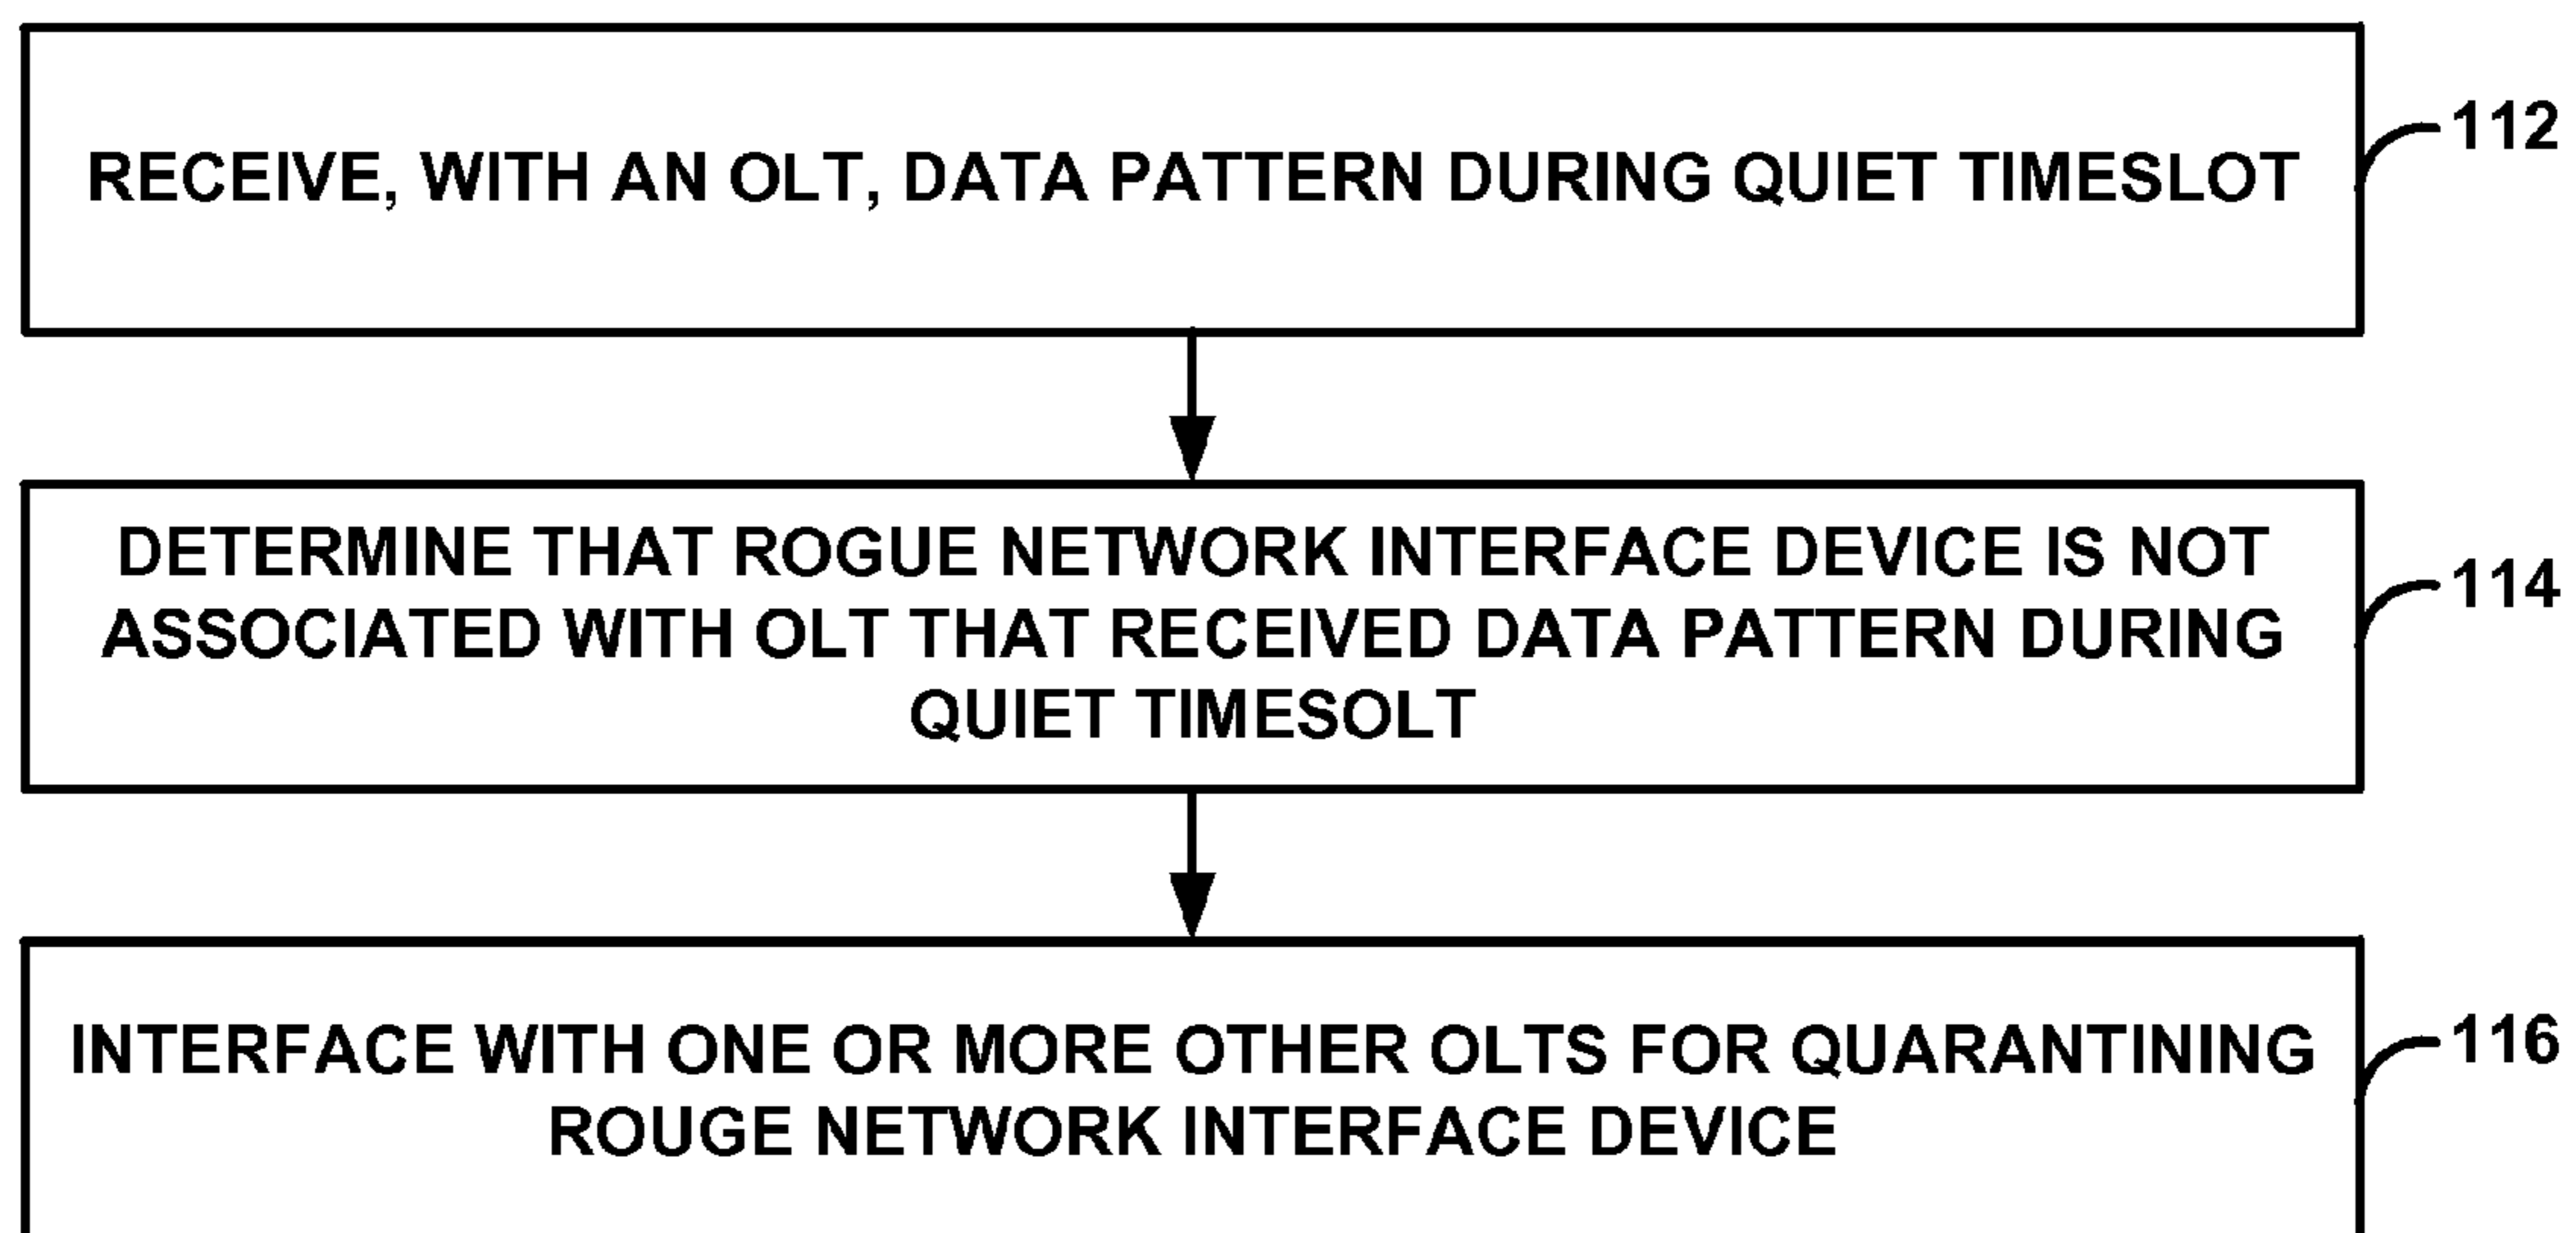 RECEIVE, WITH AN OLT, DATA PATTERN DURING QUIET TIMESLOT
112
DETERMINE THAT ROGUE NETWORK INTERFACE DEVICE IS NOT
ASSOCIATED WITH OLT THAT RECEIVED DATA PATTERN DURING
QUIET TIMESOLT
114
INTERFACE WITH ONE OR MORE OTHER OLTS FOR QUARANTINING
ROUGE NETWORK INTERFACE DEVICE
116